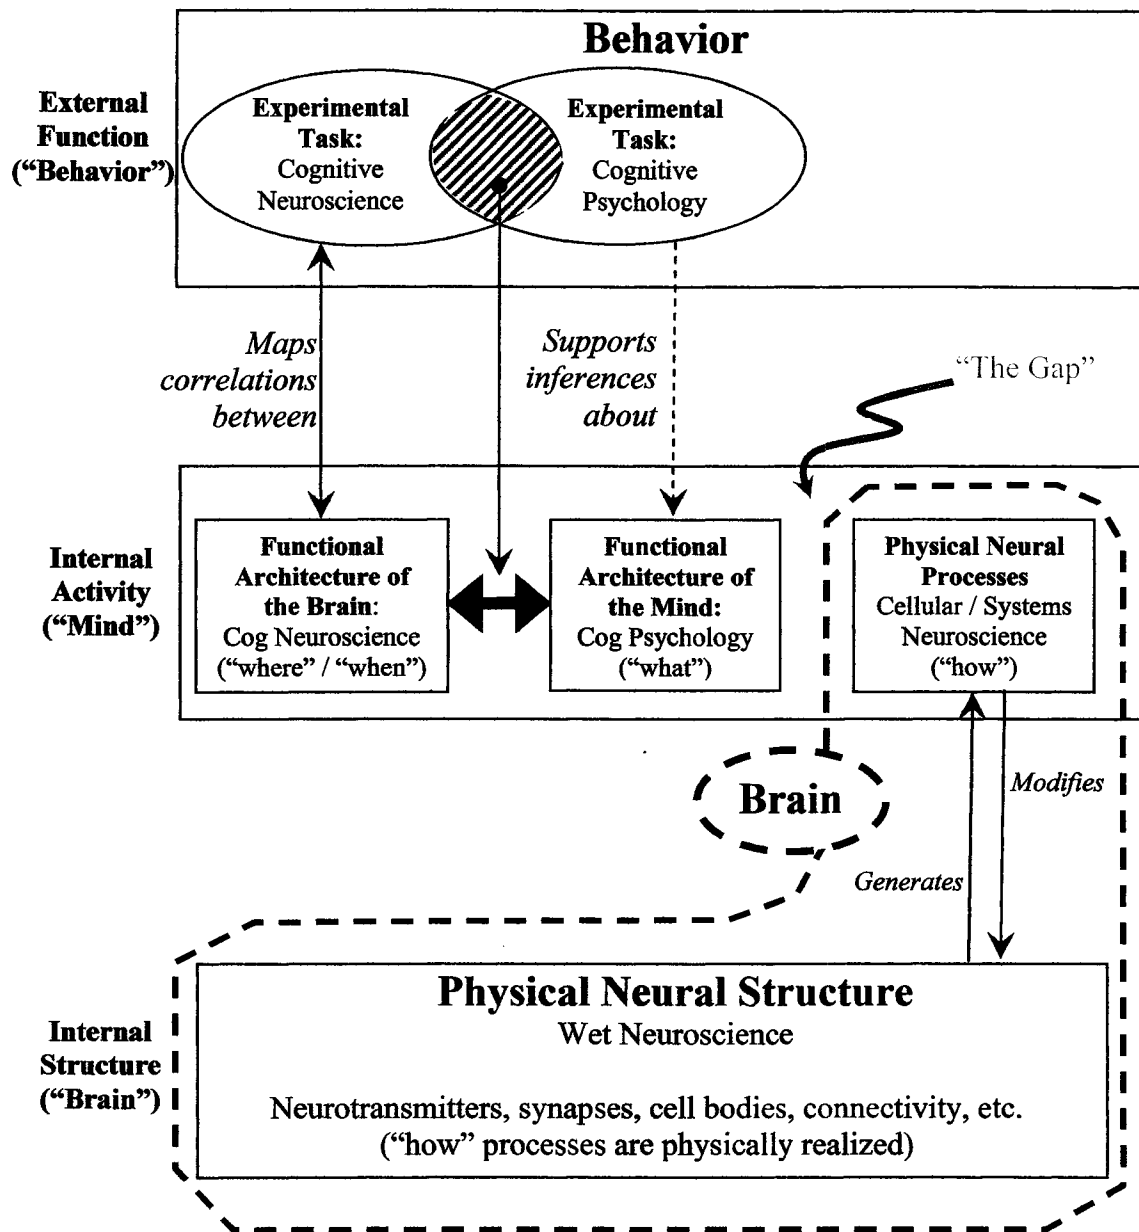 Behavior
External
Function
(“Behavior”)
Experimental
Task:
Cognitive
Neuroscience
Experimental
Task:
Cognitive
Psychology
Maps
correlations
between
Supports
inferences
about
“The Gap”
Internal
Activity
(“Mind”)
Functional
Architecture of
the Brain:
Cog Neuroscience
(“where” / “when”)
Functional
Architecture of
the Mind:
Cog Psychology
(“what”)
Physical Neural
Processes
Cellular / Systems
Neuroscience
(“how”)
Brain
Modifies
Generates
Internal
Structure
(“Brain”)
Physical Neural Structure
Wet Neuroscience
Neurotransmitters, synapses, cell bodies, connectivity, etc.
(“how” processes are physically realized)